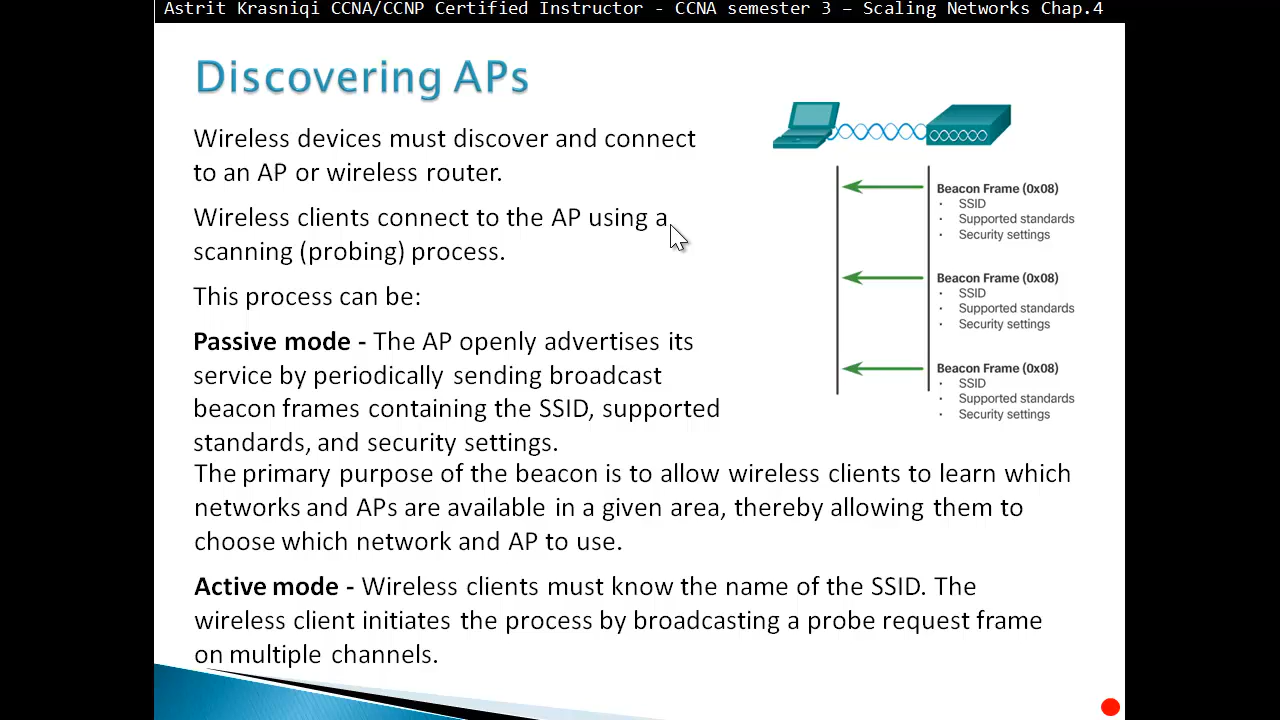 Astrit Krasniqi CCNA/CCNP Certified Instructor - CCNA semester 3 – Scaling Networks Chap.4
Discovering APs
Wireless devices must discover and connect
to an AP or wireless router.
Wireless clients connect to the AP using a
scanning (probing) process.
This process can be:
Passive mode - The AP openly advertises its
service by periodically sending broadcast
beacon frames containing the SSID, supported
standards, and security settings.
The primary purpose of the beacon is to allow wireless clients to learn which
networks and APs are available in a given area, thereby allowing them to
choose which network and AP to use.
Active mode - Wireless clients must know the name of the SSID. The
wireless client initiates the process by broadcasting a probe request frame
on multiple channels.
Beacon Frame (0x08)
· SSID
· Supported standards
· Security settings
Beacon Frame (0x08)
· SSID
· Supported standards
· Security settings
Beacon Frame (0x08)
· SSID
· Supported standards
· Security settings